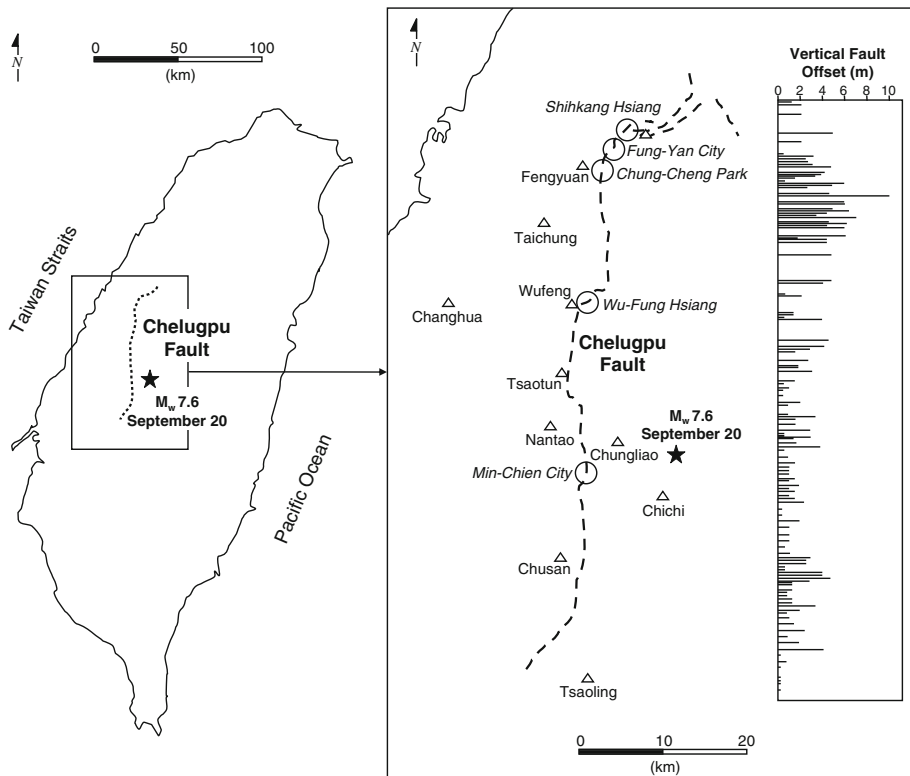 N
0 50 100
(km)
Taiwan Straits
Chelugpu
Fault
Mw 7.6
September 20
Pacific Ocean
N
Vertical Fault
Offset (m)
0 2 4 6 8 10
Shihkang Hsiang
Fung-Yan City
Fengyuan
Chung-Cheng Park
Taichung
Wufeng
Wu-Fung Hsiang
Changhua
Chelugpu
Fault
Tsaotun
Mw 7.6
September 20
Nantao
Chungliao
Min-Chien City
Chichi
Chusan
Tsaoling
0 10 20
(km)